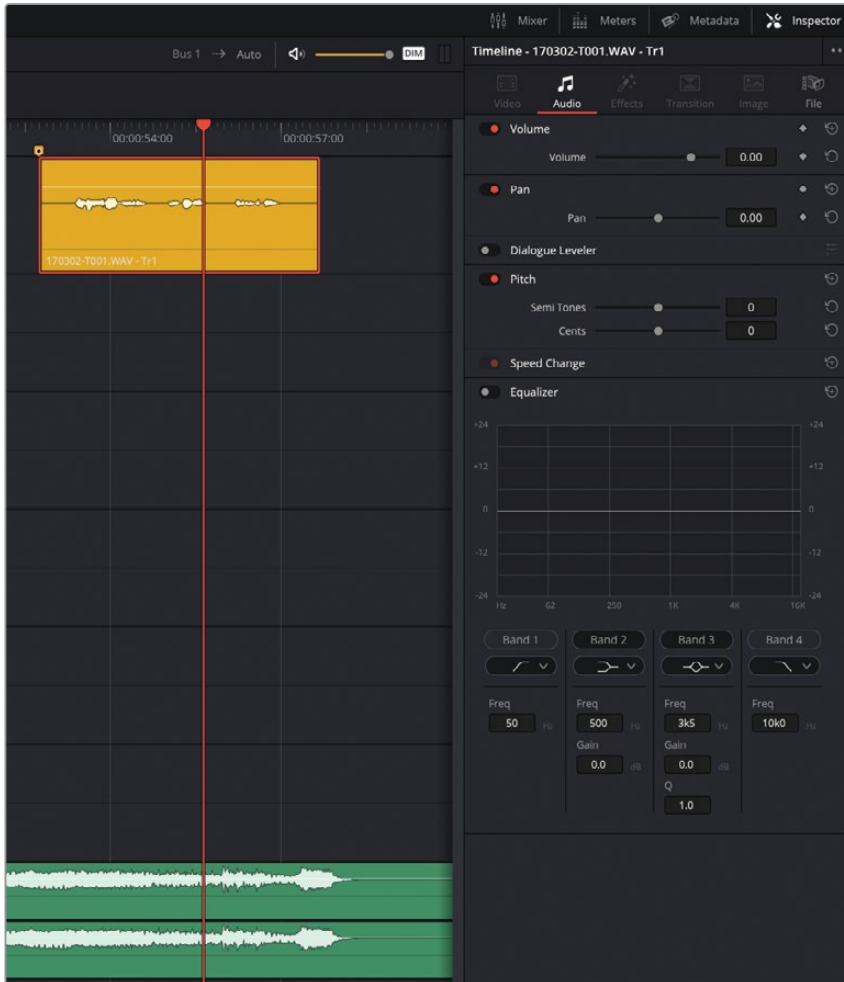 Mixer Meters Metadata Inspector
Bus 1 → Auto DIM Timeline - 170302-T001.WAV - Tr1
Video Audio Effects Transition Image File
00:00:54:00 00:00:57:00
Volume
Volume 0.00
Pan
Pan 0.00
170302-T001.WAV - Tr1
Dialogue Leveler
Pitch
Semi Tones 0
Cents 0
Speed Change
Equalizer
+24 +24
+12 +12
0 0
-12 -12
-24 -24
Hz 62 250 1K 4K 16K
Band 1 Band 2 Band 3 Band 4
Freq Freq Freq Freq
50 Hz 500 Hz 3k5 Hz 10k0 Hz
Gain Gain
0.0 dB 0.0 dB
Q
1.0